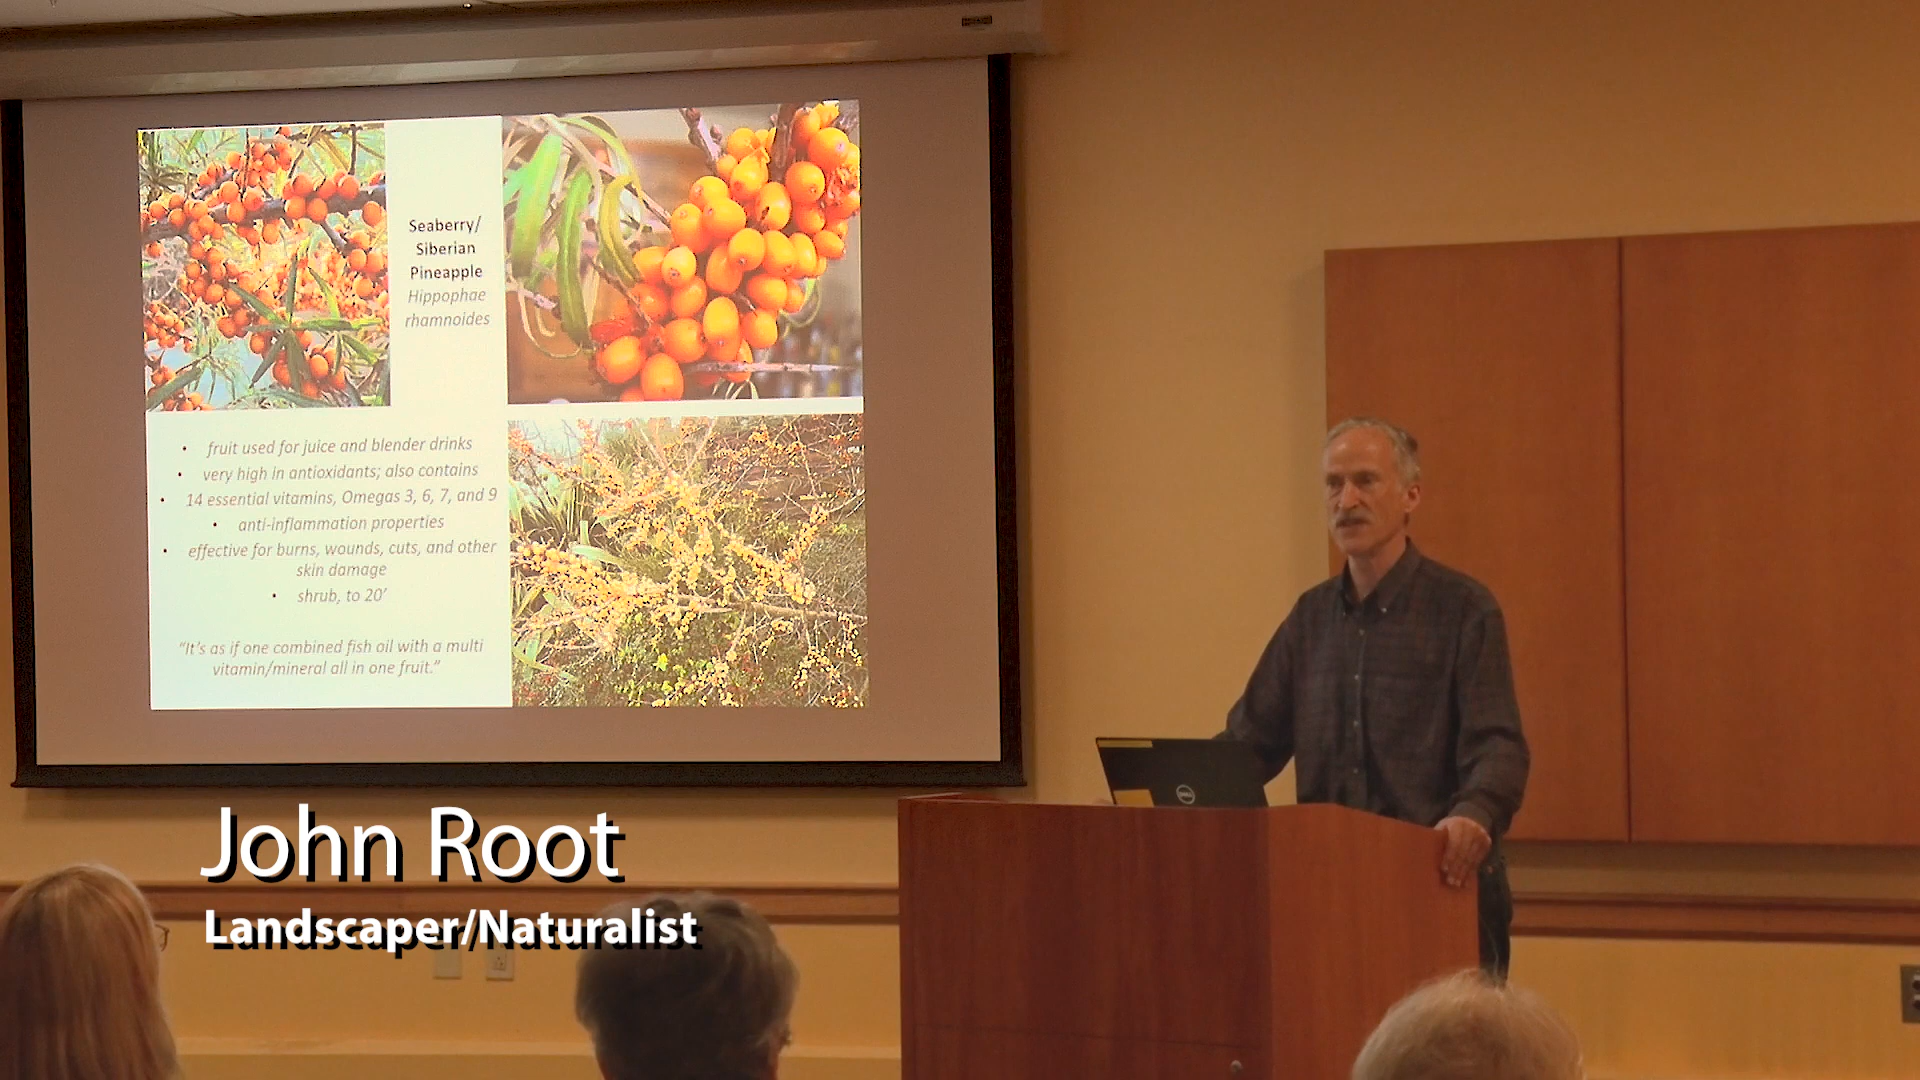 Seaberry/
Siberian
Pineapple
Hippophae
rhamnoides
• fruit used for juice and blender drinks
• very high in antioxidants; also contains
• 14 essential vitamins, Omegas 3, 6, 7, and 9
• anti-inflammation properties
• effective for burns, wounds, cuts, and other
skin damage
• shrub, to 20'
"It's as if one combined fish oil with a multi
vitamin/mineral all in one fruit."
DELL
John Root
Landscaper/Naturalist